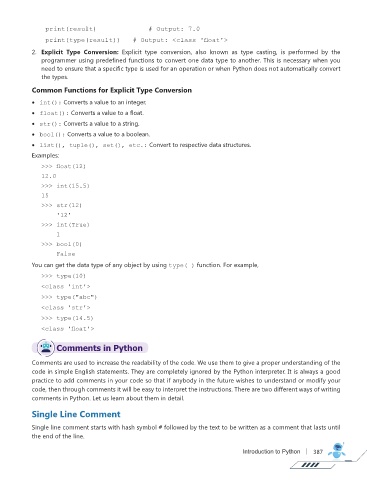 print(result) # Output: 7.0
print(type(result)) # Output: <class 'float'>
2. Explicit Type Conversion: Explicit type conversion, also known as type casting, is performed by the
programmer using predefined functions to convert one data type to another. This is necessary when you
need to ensure that a specific type is used for an operation or when Python does not automatically convert
the types.
Common Functions for Explicit Type Conversion
• int(): Converts a value to an integer.
• float(): Converts a value to a float.
• str(): Converts a value to a string.
• bool(): Converts a value to a boolean.
• list(), tuple(), set(), etc.: Convert to respective data structures.
Examples:
>>> float(12)
12.0
>>> int(15.5)
15
>>> str(12)
'12'
>>> int(True)
1
>>> bool(0)
False
You can get the data type of any object by using type( ) function. For example,
>>> type(10)
<class 'int'>
>>> type("abc")
<class 'str'>
>>> type(14.5)
<class 'float'>
Comments in Python
Comments are used to increase the readability of the code. We use them to give a proper understanding of the
code in simple English statements. They are completely ignored by the Python interpreter. It is always a good
practice to add comments in your code so that if anybody in the future wishes to understand or modify your
code, then through comments it will be easy to interpret the instructions. There are two different ways of writing
comments in Python. Let us learn about them in detail.
Single Line Comment
Single line comment starts with hash symbol # followed by the text to be written as a comment that lasts until
the end of the line.
Introduction to Python | 387